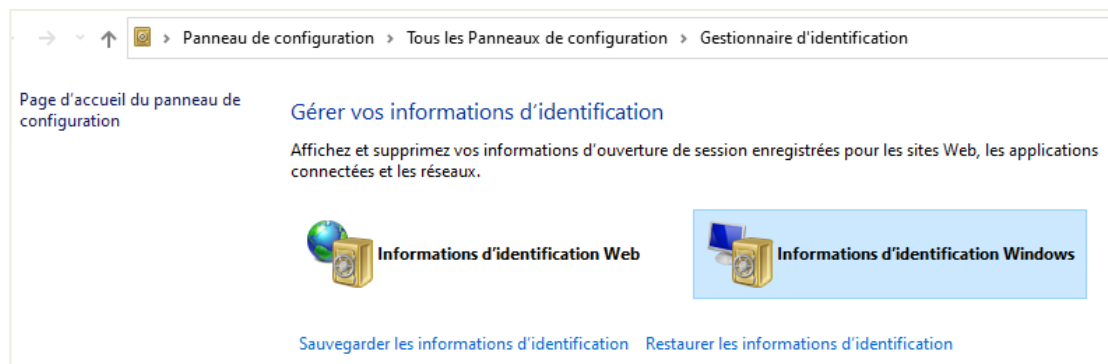 Panneau de configuration > Tous les Panneaux de configuration > Gestionnaire d'identification
Page d'accueil du panneau de
configuration
Gérer vos informations d'identification
Affichez et supprimez vos informations d'ouverture de session enregistrées pour les sites Web, les applications
connectées et les réseaux.
Informations d'identification Web
Informations d'identification Windows
Sauvegarder les informations d'identification Restaurer les informations d'identification